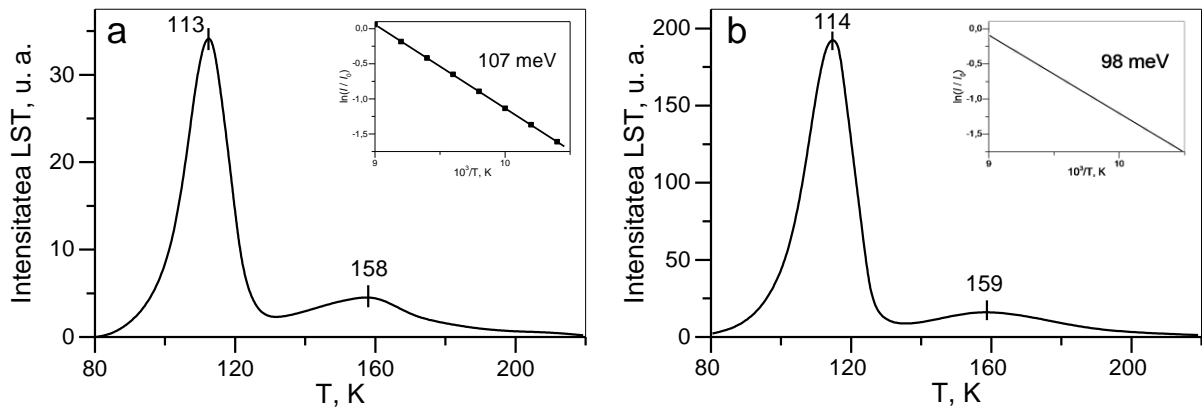 a
113
158
Intensitatea LST, u. a.
30
20
10
0
80 120 160 200
T, K
107 meV
ln(I / I₀)
0,0
-0,5
-1,0
-1,5
9 10
10³/T, K
b
114
159
Intensitatea LST, u. a.
200
150
100
50
0
80 120 160 200
T, K
98 meV
ln(I / I₀)
0,0
-0,5
-1,0
-1,5
9 10
10³/T, K